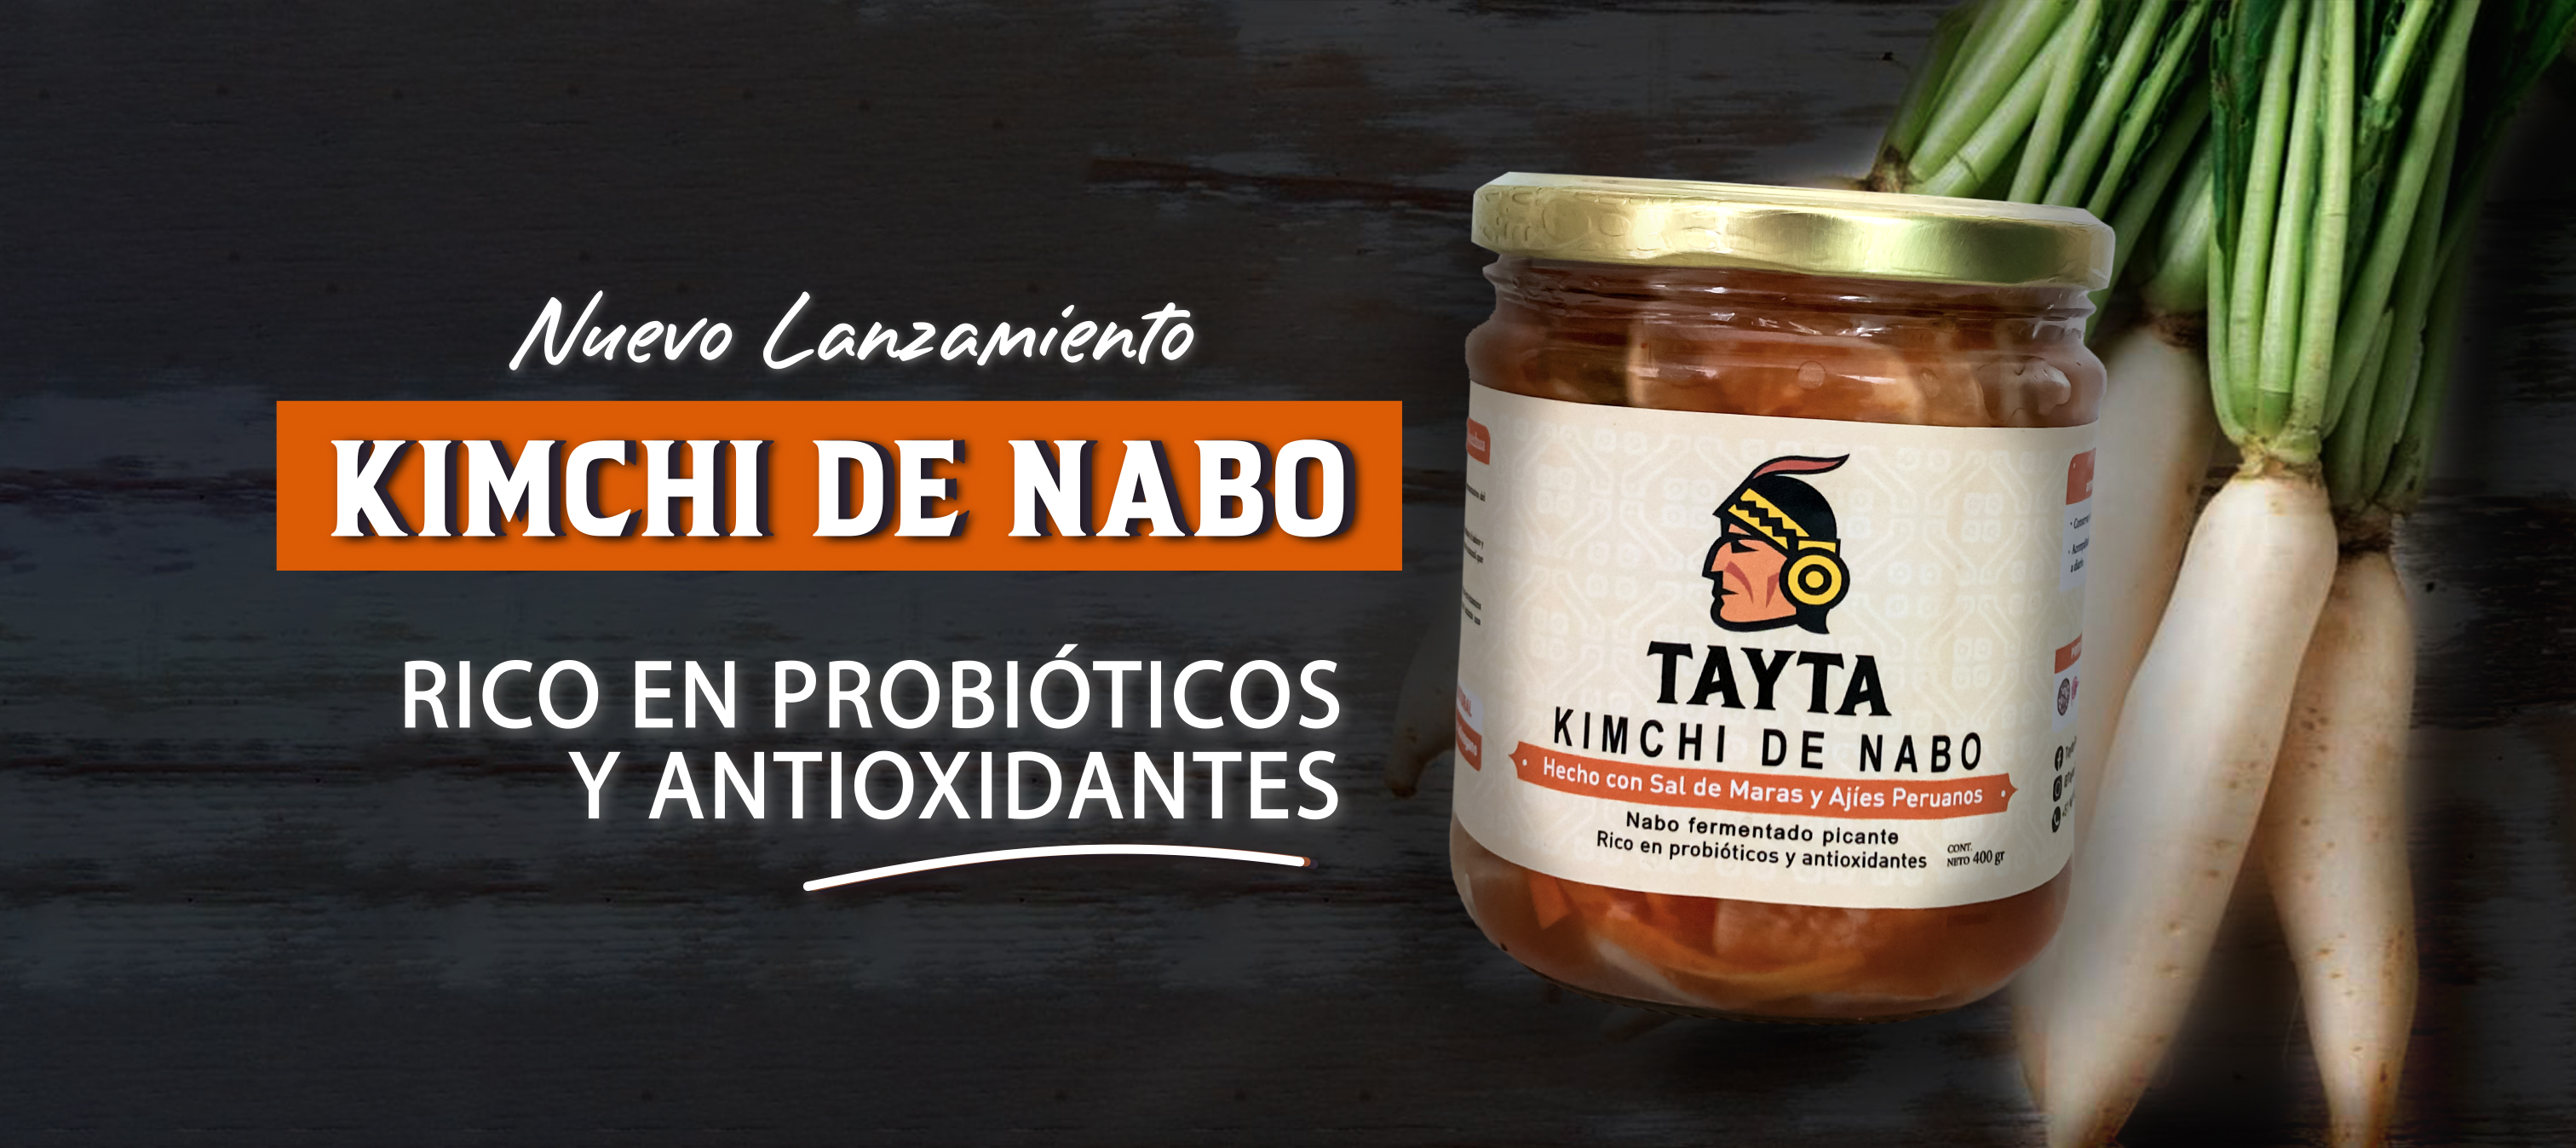 Nuevo Lanzamiento
KIMCHI DE NABO
RICO EN PROBIÓTICOS
Y ANTIOXIDANTES
TAYTA
KIMCHI DE NABO
Hecho con Sal de Maras y Ajíes Peruanos
Nabo fermentado picante
Rico en probióticos y antioxidantes
CONT.
NETO 400 gr